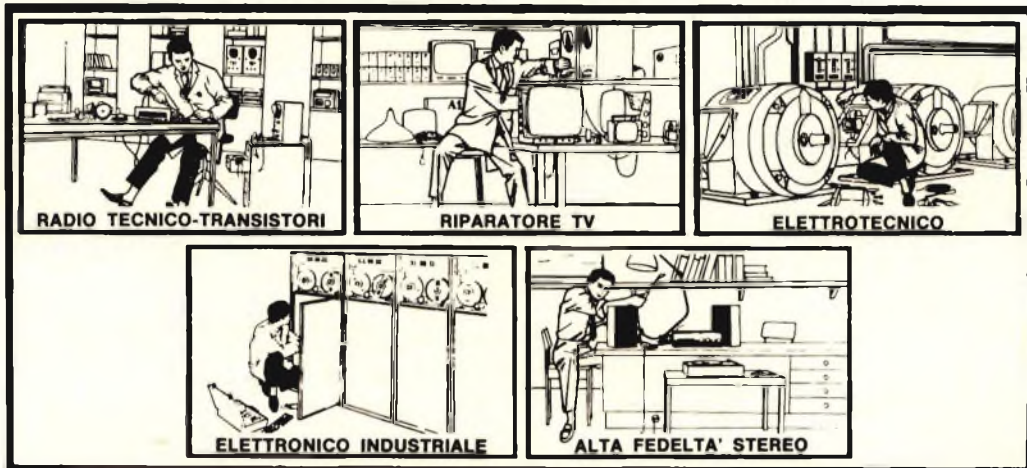 RADIO TECNICO-TRANSISTORI
RIPARATORE TV
ELETTROTECNICO
ELETTRONICO INDUSTRIALE
ALTA FEDELTA' STEREO